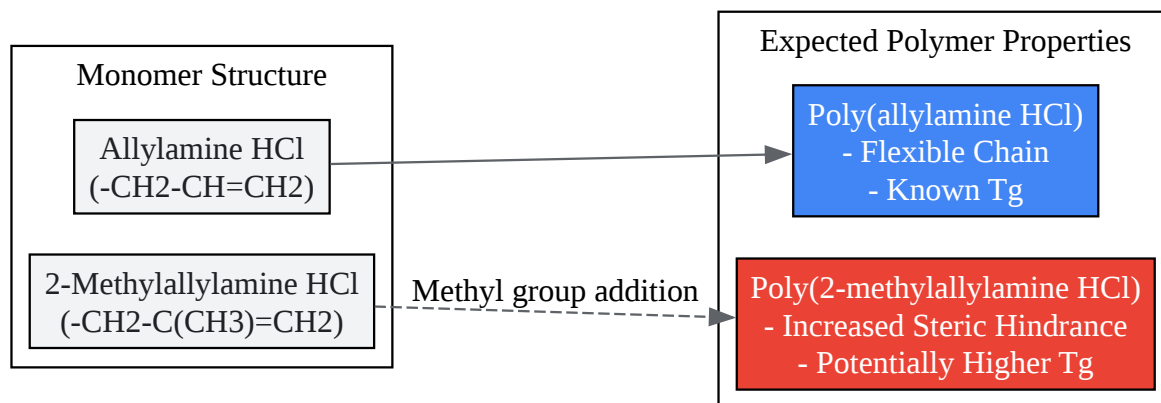 Monomer Structure
Allylamine HCl
(-CH2-CH=CH2)
2-Methylallylamine HCl
(-CH2-C(CH3)=CH2)
Methyl group addition
Expected Polymer Properties
Poly(allylamine HCl)
- Flexible Chain
- Known Tg
Poly(2-methylallylamine HCl)
- Increased Steric Hindrance
- Potentially Higher Tg